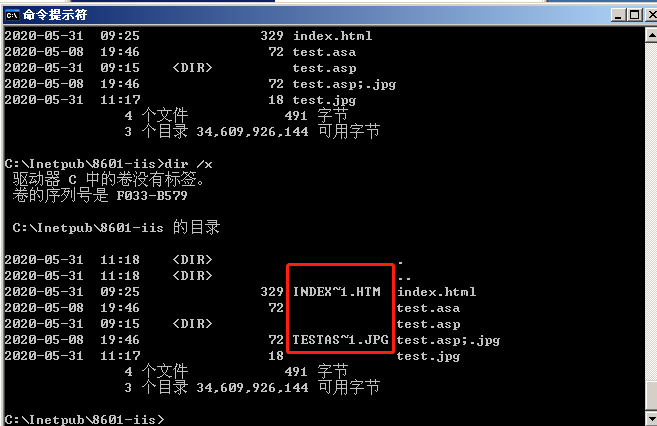 命令提示符
2020-05-31  09:25               329 index.html
2020-05-08  19:46                72 test.asa
2020-05-31  09:15    <DIR>          test.asp
2020-05-08  19:46                72 test.asp;.jpg
2020-05-31  11:17                18 test.jpg
4 个文件            491 字节
3 个目录 34,609,926,144 可用字节
C:\Inetpub\8601-iis>dir /x
驱动器 C 中的卷没有标签。
卷的序列号是 F033-B579
C:\Inetpub\8601-iis 的目录
2020-05-31  11:18    <DIR>                       .
2020-05-31  11:18    <DIR>                       ..
2020-05-31  09:25               329 INDEX~1.HTM  index.html
2020-05-08  19:46                72              test.asa
2020-05-31  09:15    <DIR>                       test.asp
2020-05-08  19:46                72 TESTAS~1.JPG test.asp;.jpg
2020-05-31  11:17                18              test.jpg
4 个文件            491 字节
3 个目录 34,609,926,144 可用字节
C:\Inetpub\8601-iis>